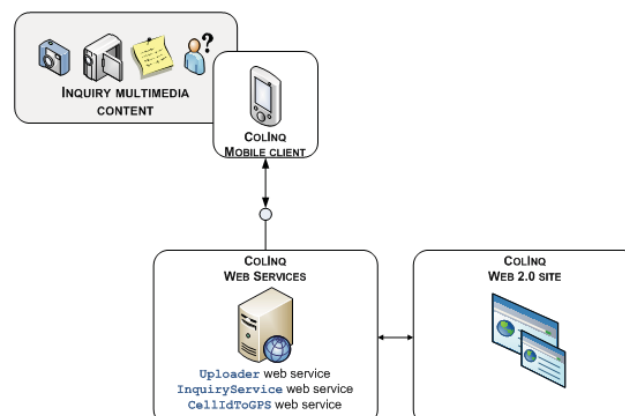 ?
INQUIRY MULTIMEDIA
CONTENT
COLINQ
MOBILE CLIENT
COLINQ
WEB SERVICES
Uploader web service
InquiryService web service
CellIdToGPS web service
COLINQ
WEB 2.0 SITE